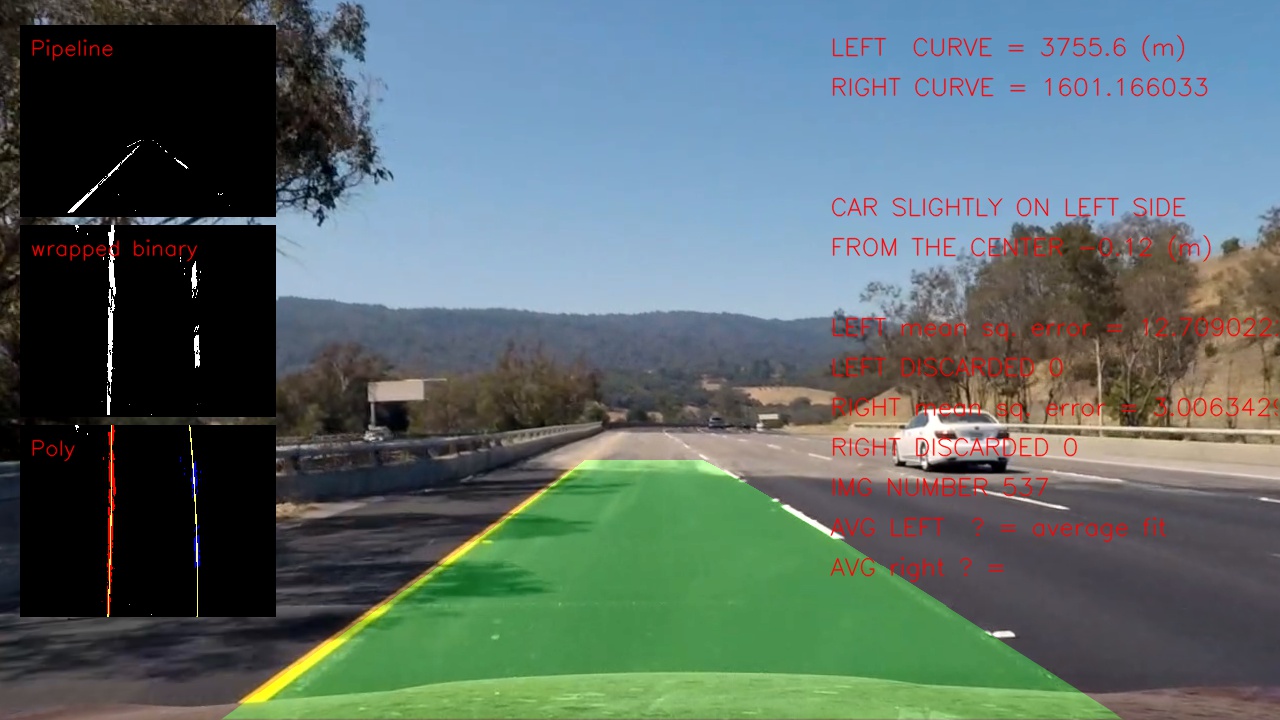 Pipeline
wrapped binary
Poly
LEFT  CURVE = 3755.6 (m)
RIGHT CURVE = 1601.166033
CAR SLIGHTLY ON LEFT SIDE
FROM THE CENTER -0.12 (m)
LEFT mean sq. error = 12.709022
LEFT DISCARDED 0
RIGHT mean sq. error = 3.006342
RIGHT DISCARDED 0
IMG NUMBER 537
AVG LEFT  ? = average fit
AVG right ? =